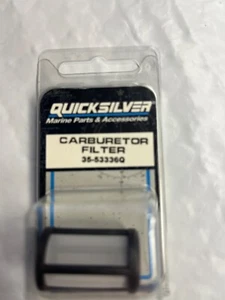 QUICKSILVER
Marine Parts & Accessories
CARBURETOR
FILTER
35-53336Q